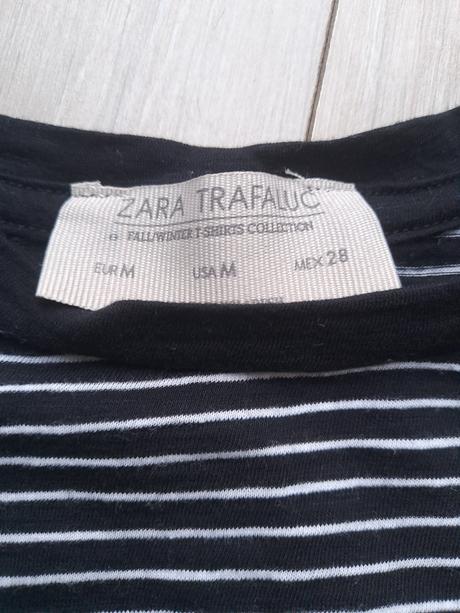 ZARA TRAFALUC
FALL/WINTER T-SHIRTS COLLECTION
EUR M USA M MEX 28